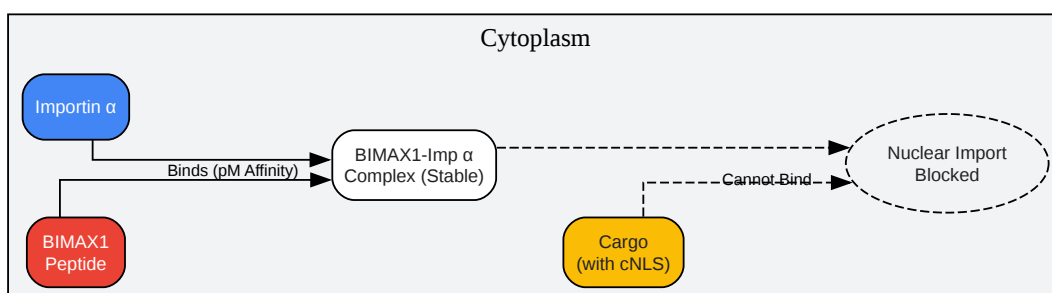 Cytoplasm
Importin α
Binds (pM Affinity)
BIMAX1-Imp α
Complex (Stable)
Nuclear Import
Blocked
Cannot Bind
BIMAX1
Peptide
Cargo
(with cNLS)